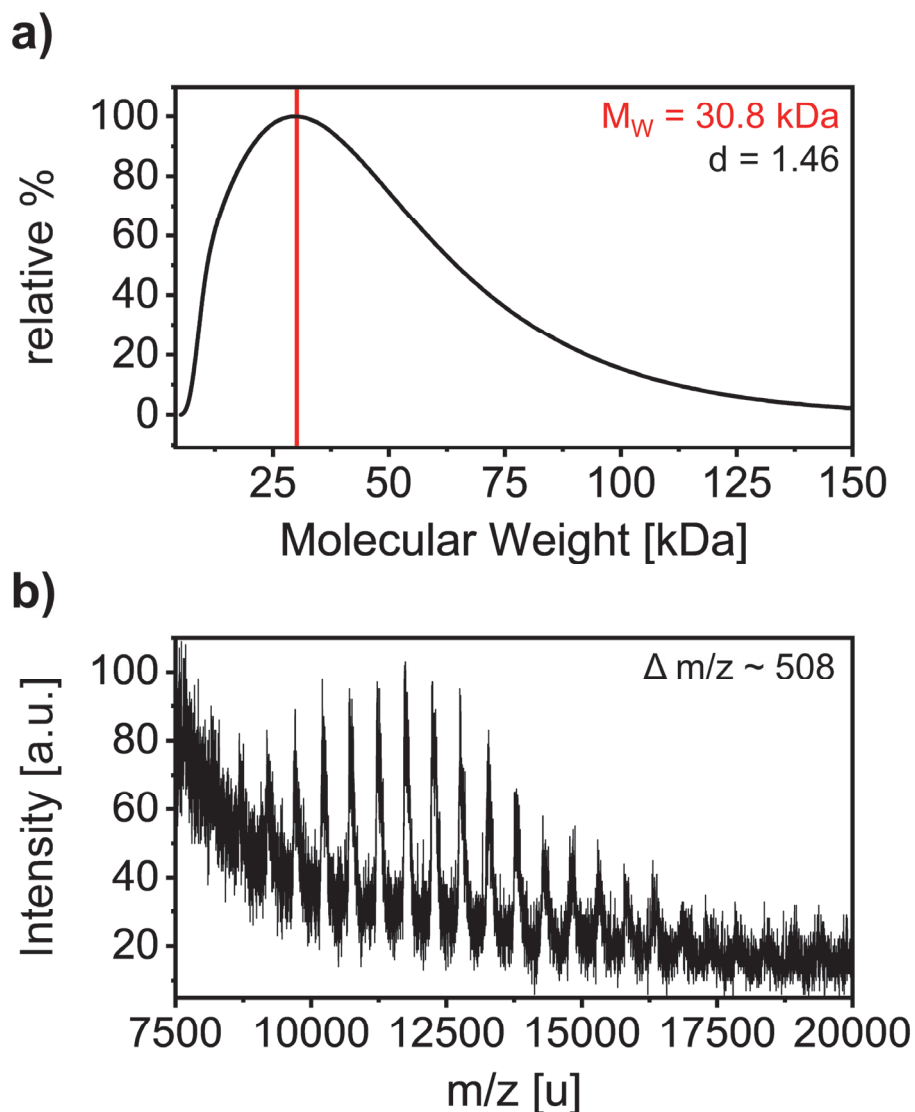 a)
M_W = 30.8 kDa
d = 1.46
100
80
60
40
20
0
relative %
25 50 75 100 125 150
Molecular Weight [kDa]
b)
Δ m/z ~ 508
100
80
60
40
20
Intensity [a.u.]
7500 10000 12500 15000 17500 20000
m/z [u]